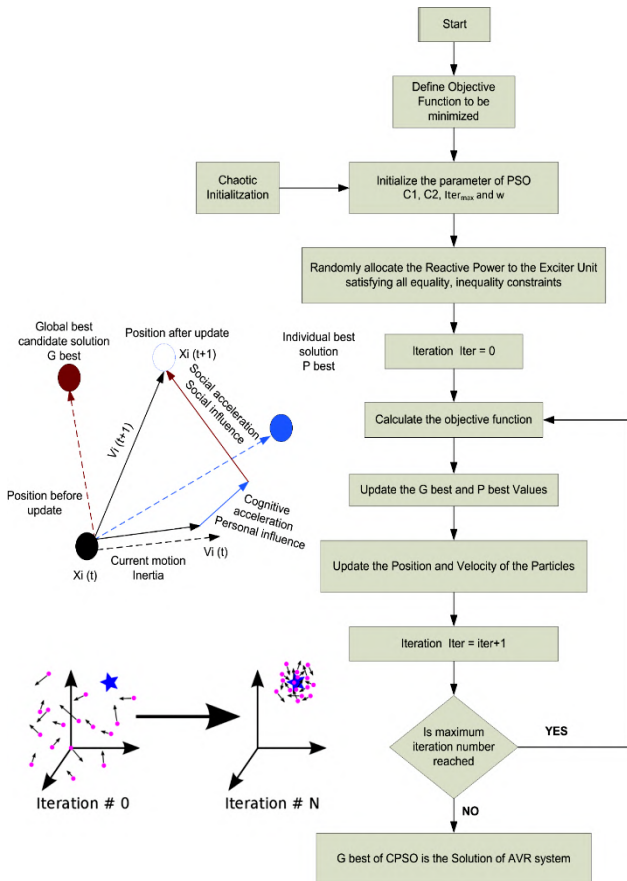 Start
Define Objective
Function to be
minimized
Chaotic
Initialitzation
Initialize the parameter of PSO
C1, C2, Itermax and w
Randomly allocate the Reactive Power to the Exciter Unit
satisfying all equality, inequality constraints
Iteration Iter = 0
Calculate the objective function
Update the G best and P best Values
Update the Position and Velocity of the Particles
Iteration Iter = iter+1
Is maximum
iteration number
reached
YES
NO
G best of CPSO is the Solution of AVR system
Global best
candidate solution
G best
Position after update
Xi (t+1)
Individual best
solution
P best
Social acceleration
Social influence
Vi (t+1)
Position before
update
Cognitive
acceleration
Personal influence
Xi (t)
Current motion
Inertia
Vi (t)
Iteration # 0
Iteration # N